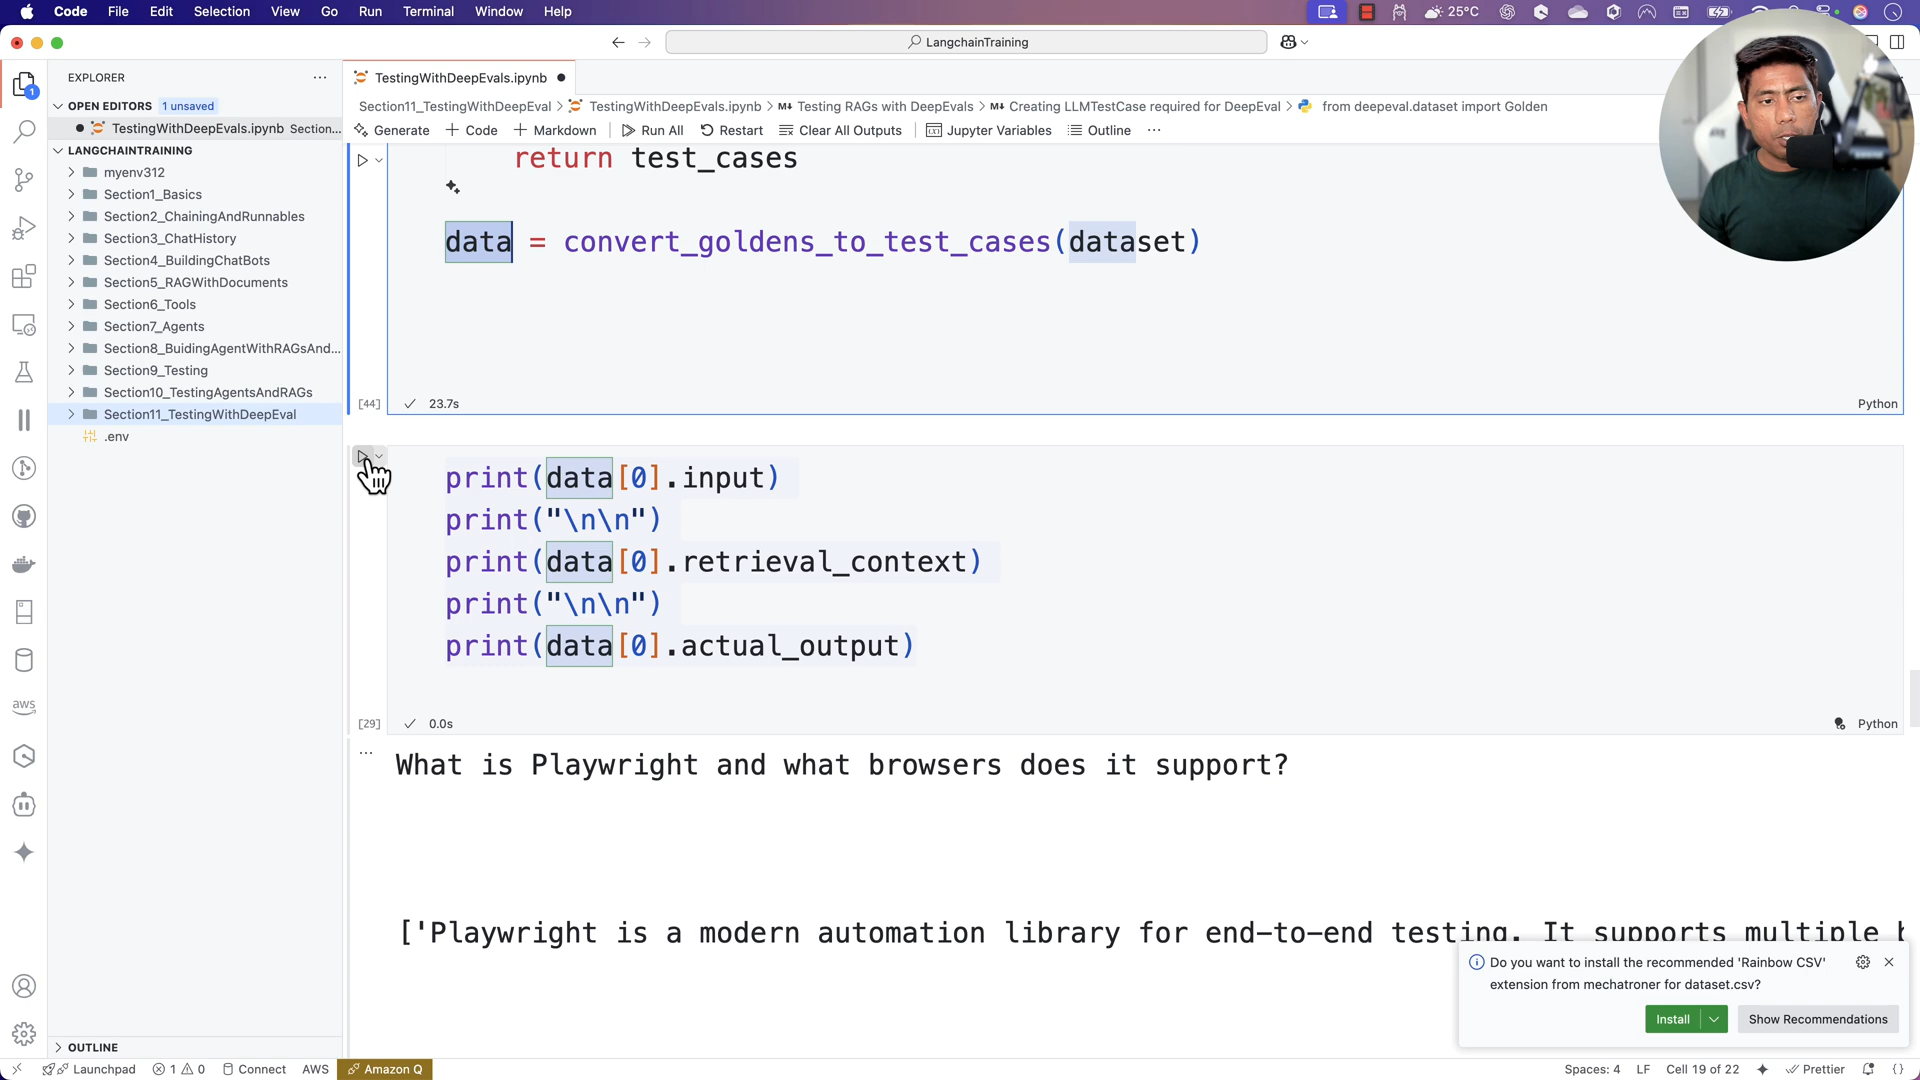 Code File Edit Selection View Go Run Terminal Window Help
25°C
LangchainTraining
EXPLORER
TestingWithDeepEvals.ipynb
OPEN EDITORS 1 unsaved
TestingWithDeepEvals.ipynb Section...
Section11_TestingWithDeepEval > TestingWithDeepEvals.ipynb > Testing RAGs with DeepEvals > Creating LLMTestCase required for DeepEval > from deepeval.dataset import Golden
Generate + Code + Markdown Run All Restart Clear All Outputs Jupyter Variables Outline ...
LANGCHAINTRAINING
myenv312
Section1_Basics
Section2_ChainingAndRunnables
Section3_ChatHistory
Section4_BuildingChatBots
Section5_RAGWithDocuments
Section6_Tools
Section7_Agents
Section8_BuidingAgentWithRAGsAnd...
Section9_Testing
Section10_TestingAgentsAndRAGs
Section11_TestingWithDeepEval
.env
return test_cases
data = convert_goldens_to_test_cases(dataset)
[44] 23.7s Python
print(data[0].input)
print("\n\n")
print(data[0].retrieval_context)
print("\n\n")
print(data[0].actual_output)
[29] 0.0s Python
What is Playwright and what browsers does it support?
['Playwright is a modern automation library for end-to-end testing. It supports multiple b
Do you want to install the recommended 'Rainbow CSV'
extension from mechatroner for dataset.csv?
Install Show Recommendations
aws
OUTLINE
Launchpad 1 0 Connect AWS Amazon Q Spaces: 4 LF Cell 19 of 22 Prettier